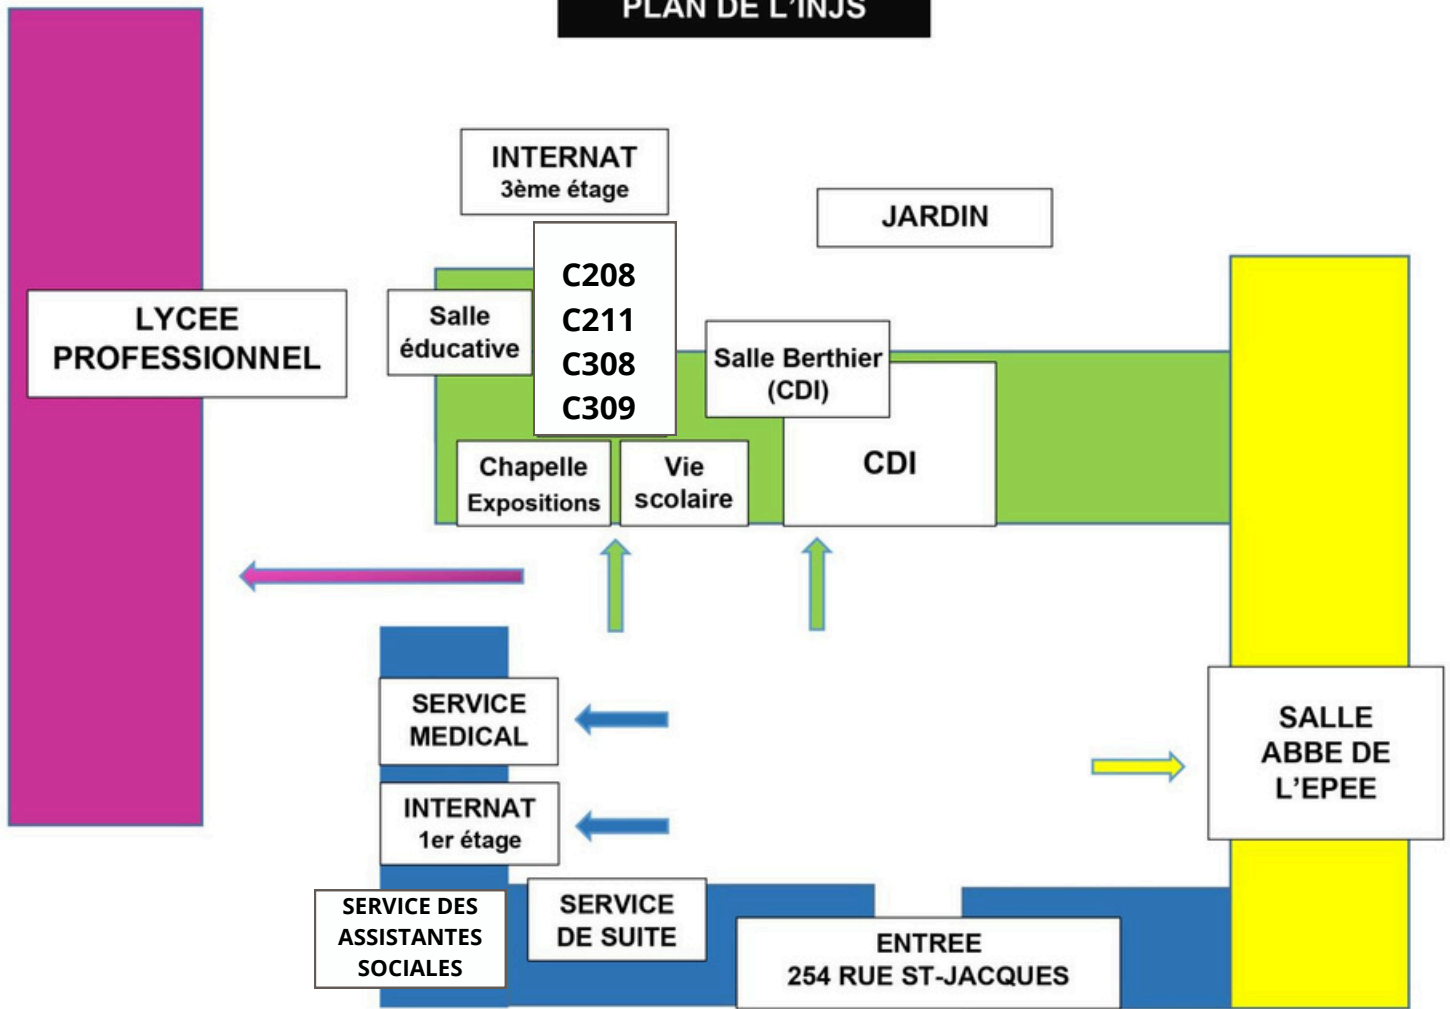 PLAN DE L'INJS
INTERNAT
3ème étage
JARDIN
C208
C211
C308
C309
LYCEE
PROFESSIONNEL
Salle
éducative
Salle Berthier
(CDI)
Chapelle
Expositions
Vie
scolaire
CDI
SERVICE
MEDICAL
SALLE
ABBE DE
L'EPEE
INTERNAT
1er étage
SERVICE DES
ASSISTANTES
SOCIALES
SERVICE
DE SUITE
ENTREE
254 RUE ST-JACQUES